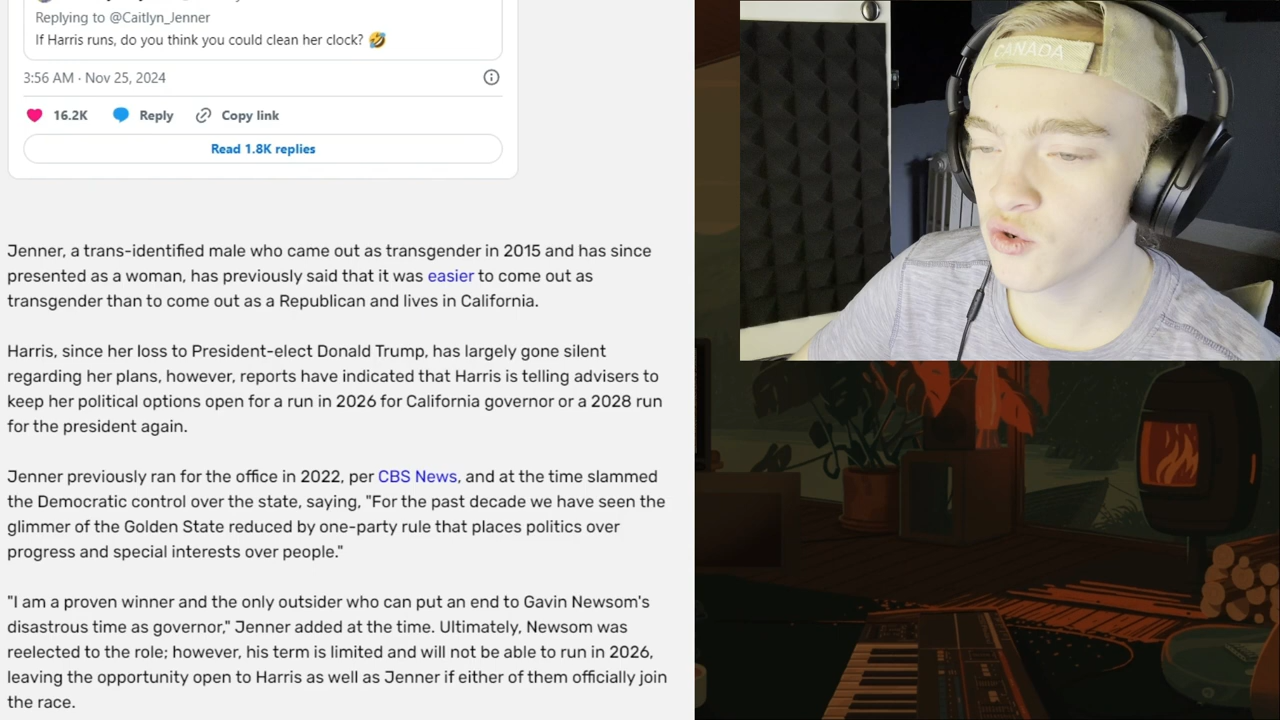 Replying to @Caitlyn_Jenner
If Harris runs, do you think you could clean her clock? 🤣
3:56 AM · Nov 25, 2024
16.2K Reply Copy link
Read 1.8K replies
Jenner, a trans-identified male who came out as transgender in 2015 and has since
presented as a woman, has previously said that it was easier to come out as
transgender than to come out as a Republican and lives in California.
Harris, since her loss to President-elect Donald Trump, has largely gone silent
regarding her plans, however, reports have indicated that Harris is telling advisers to
keep her political options open for a run in 2026 for California governor or a 2028 run
for the president again.
Jenner previously ran for the office in 2022, per CBS News, and at the time slammed
the Democratic control over the state, saying, "For the past decade we have seen the
glimmer of the Golden State reduced by one-party rule that places politics over
progress and special interests over people."
"I am a proven winner and the only outsider who can put an end to Gavin Newsom's
disastrous time as governor," Jenner added at the time. Ultimately, Newsom was
reelected to the role; however, his term is limited and will not be able to run in 2026,
leaving the opportunity open to Harris as well as Jenner if either of them officially join
the race.
CANADA